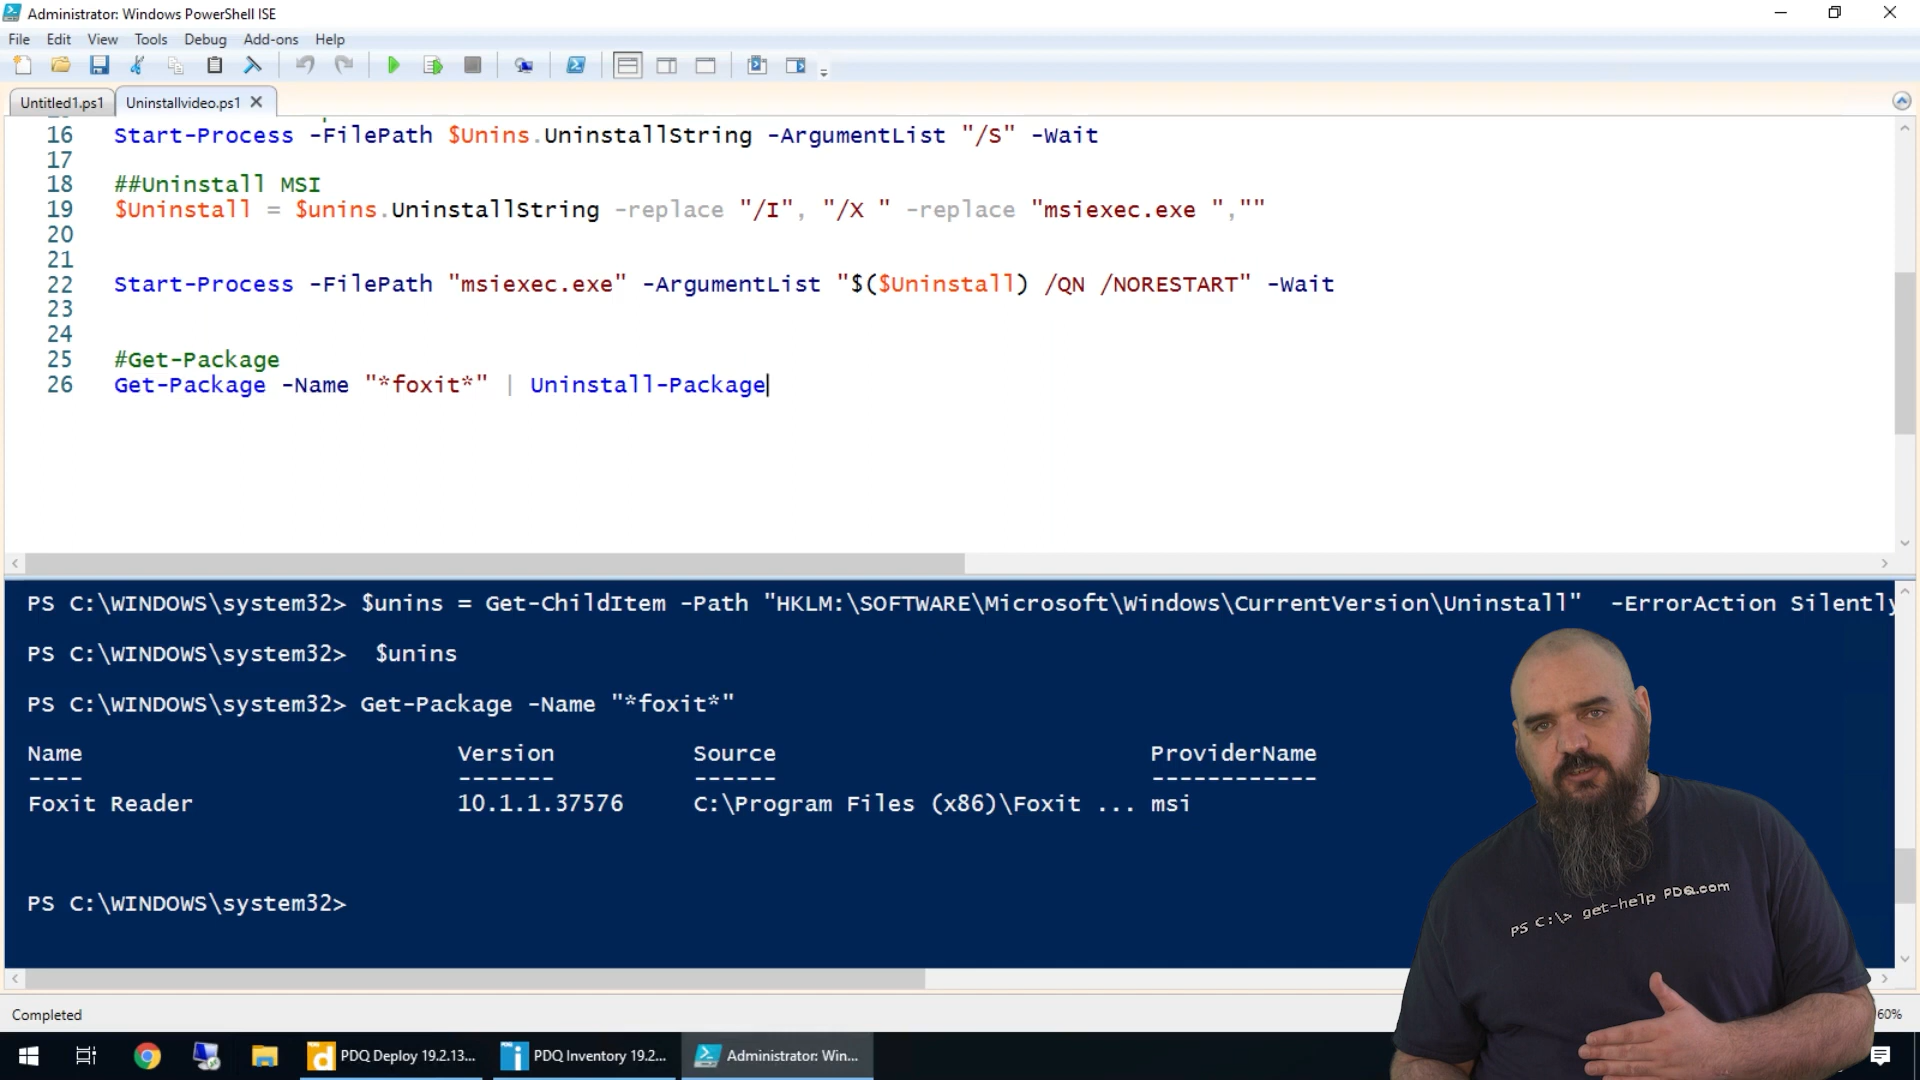 Administrator: Windows PowerShell ISE
File Edit View Tools Debug Add-ons Help
Untitled1.ps1 Uninstallvideo.ps1
16 Start-Process -FilePath $Unins.UninstallString -ArgumentList "/S" -Wait
17
18 ##Uninstall MSI
19 $Uninstall = $unins.UninstallString -replace "/I", "/X " -replace "msiexec.exe ",""
20
21
22 Start-Process -FilePath "msiexec.exe" -ArgumentList "$($Uninstall) /QN /NORESTART" -Wait
23
24
25 #Get-Package
26 Get-Package -Name "*foxit*" | Uninstall-Package
PS C:\WINDOWS\system32> $unins = Get-ChildItem -Path "HKLM:\SOFTWARE\Microsoft\Windows\CurrentVersion\Uninstall" -ErrorAction Silently
PS C:\WINDOWS\system32> $unins
PS C:\WINDOWS\system32> Get-Package -Name "*foxit*"
Name Version Source ProviderName
---- ------- ------ ------------
Foxit Reader 10.1.1.37576 C:\Program Files (x86)\Foxit ... msi
PS C:\WINDOWS\system32>
PS C:\> get-help PDQ.com
Completed
60%
PDQ Deploy 19.2.13... PDQ Inventory 19.2... Administrator: Win...